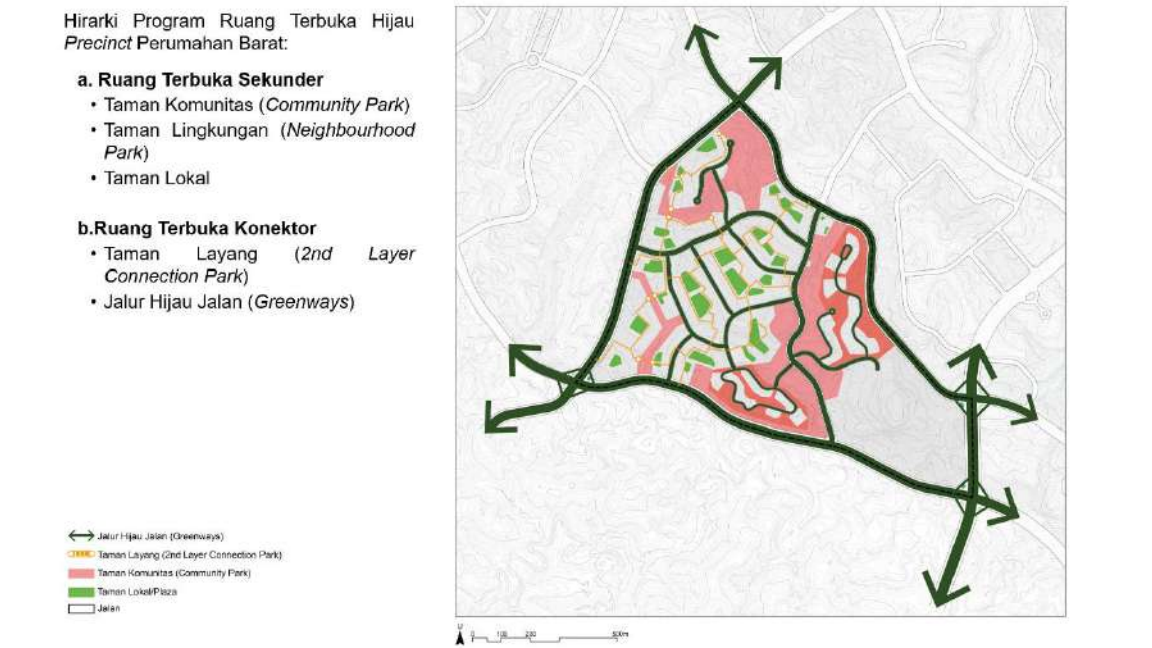 Hirarki Program Ruang Terbuka Hijau
Precinct Perumahan Barat:
a. Ruang Terbuka Sekunder
• Taman Komunitas (Community Park)
• Taman Lingkungan (Neighbourhood
Park)
• Taman Lokal
b.Ruang Terbuka Konektor
• Taman Layang (2nd Layer
Connection Park)
• Jalur Hijau Jalan (Greenways)
Jalur Hijau Jalan (Greenways)
Taman Layang (2nd Layer Connection Park)
Taman Komunitas (Community Park)
Taman Lokal/Plaza
Jalan
U
0 100 200 500m